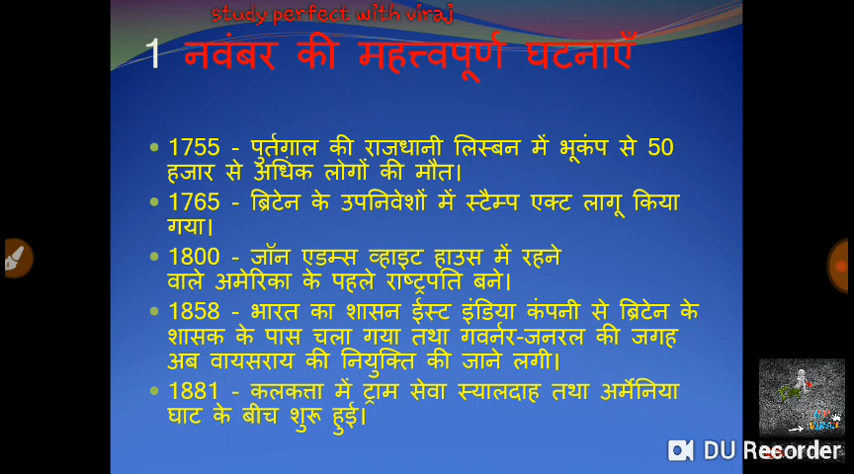 study perfect with viraj
1 नवंबर की महत्त्वपूर्ण घटनाएँ
1755 - पुर्तगाल की राजधानी लिस्बन में भूकंप से 50
हजार से अधिक लोगों की मौत।
1765 - ब्रिटेन के उपनिवेशों में स्टैम्प एक्ट लागू किया
गया।
1800 - जॉन एडम्स व्हाइट हाउस में रहने
वाले अमेरिका के पहले राष्ट्रपति बने।
1858 - भारत का शासन ईस्ट इंडिया कंपनी से ब्रिटेन के
शासक के पास चला गया तथा गवर्नर-जनरल की जगह
अब वायसराय की नियुक्ति की जाने लगी।
1881 - कलकत्ता में ट्राम सेवा स्यालदाह तथा अर्मेनिया
घाट के बीच शुरू हुई।
DU Recorder